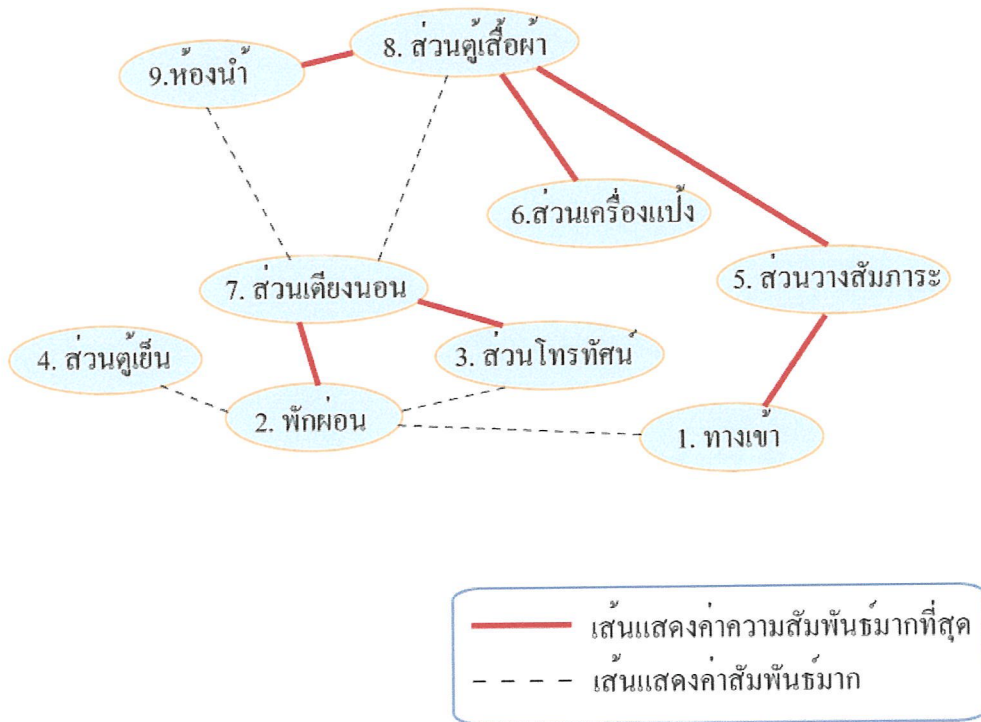 8. ส่วนตู้เสื้อผ้า
9.ห้องน้ำ
6.ส่วนเครื่องแป้ง
5. ส่วนวางสัมภาระ
7. ส่วนเตียงนอน
4. ส่วนตู้เย็น
3. ส่วนโทรทัศน์
2. พักผ่อน
1. ทางเข้า
เส้นแสดงค่าความสัมพันธ์มากที่สุด
เส้นแสดงค่าสัมพันธ์มาก